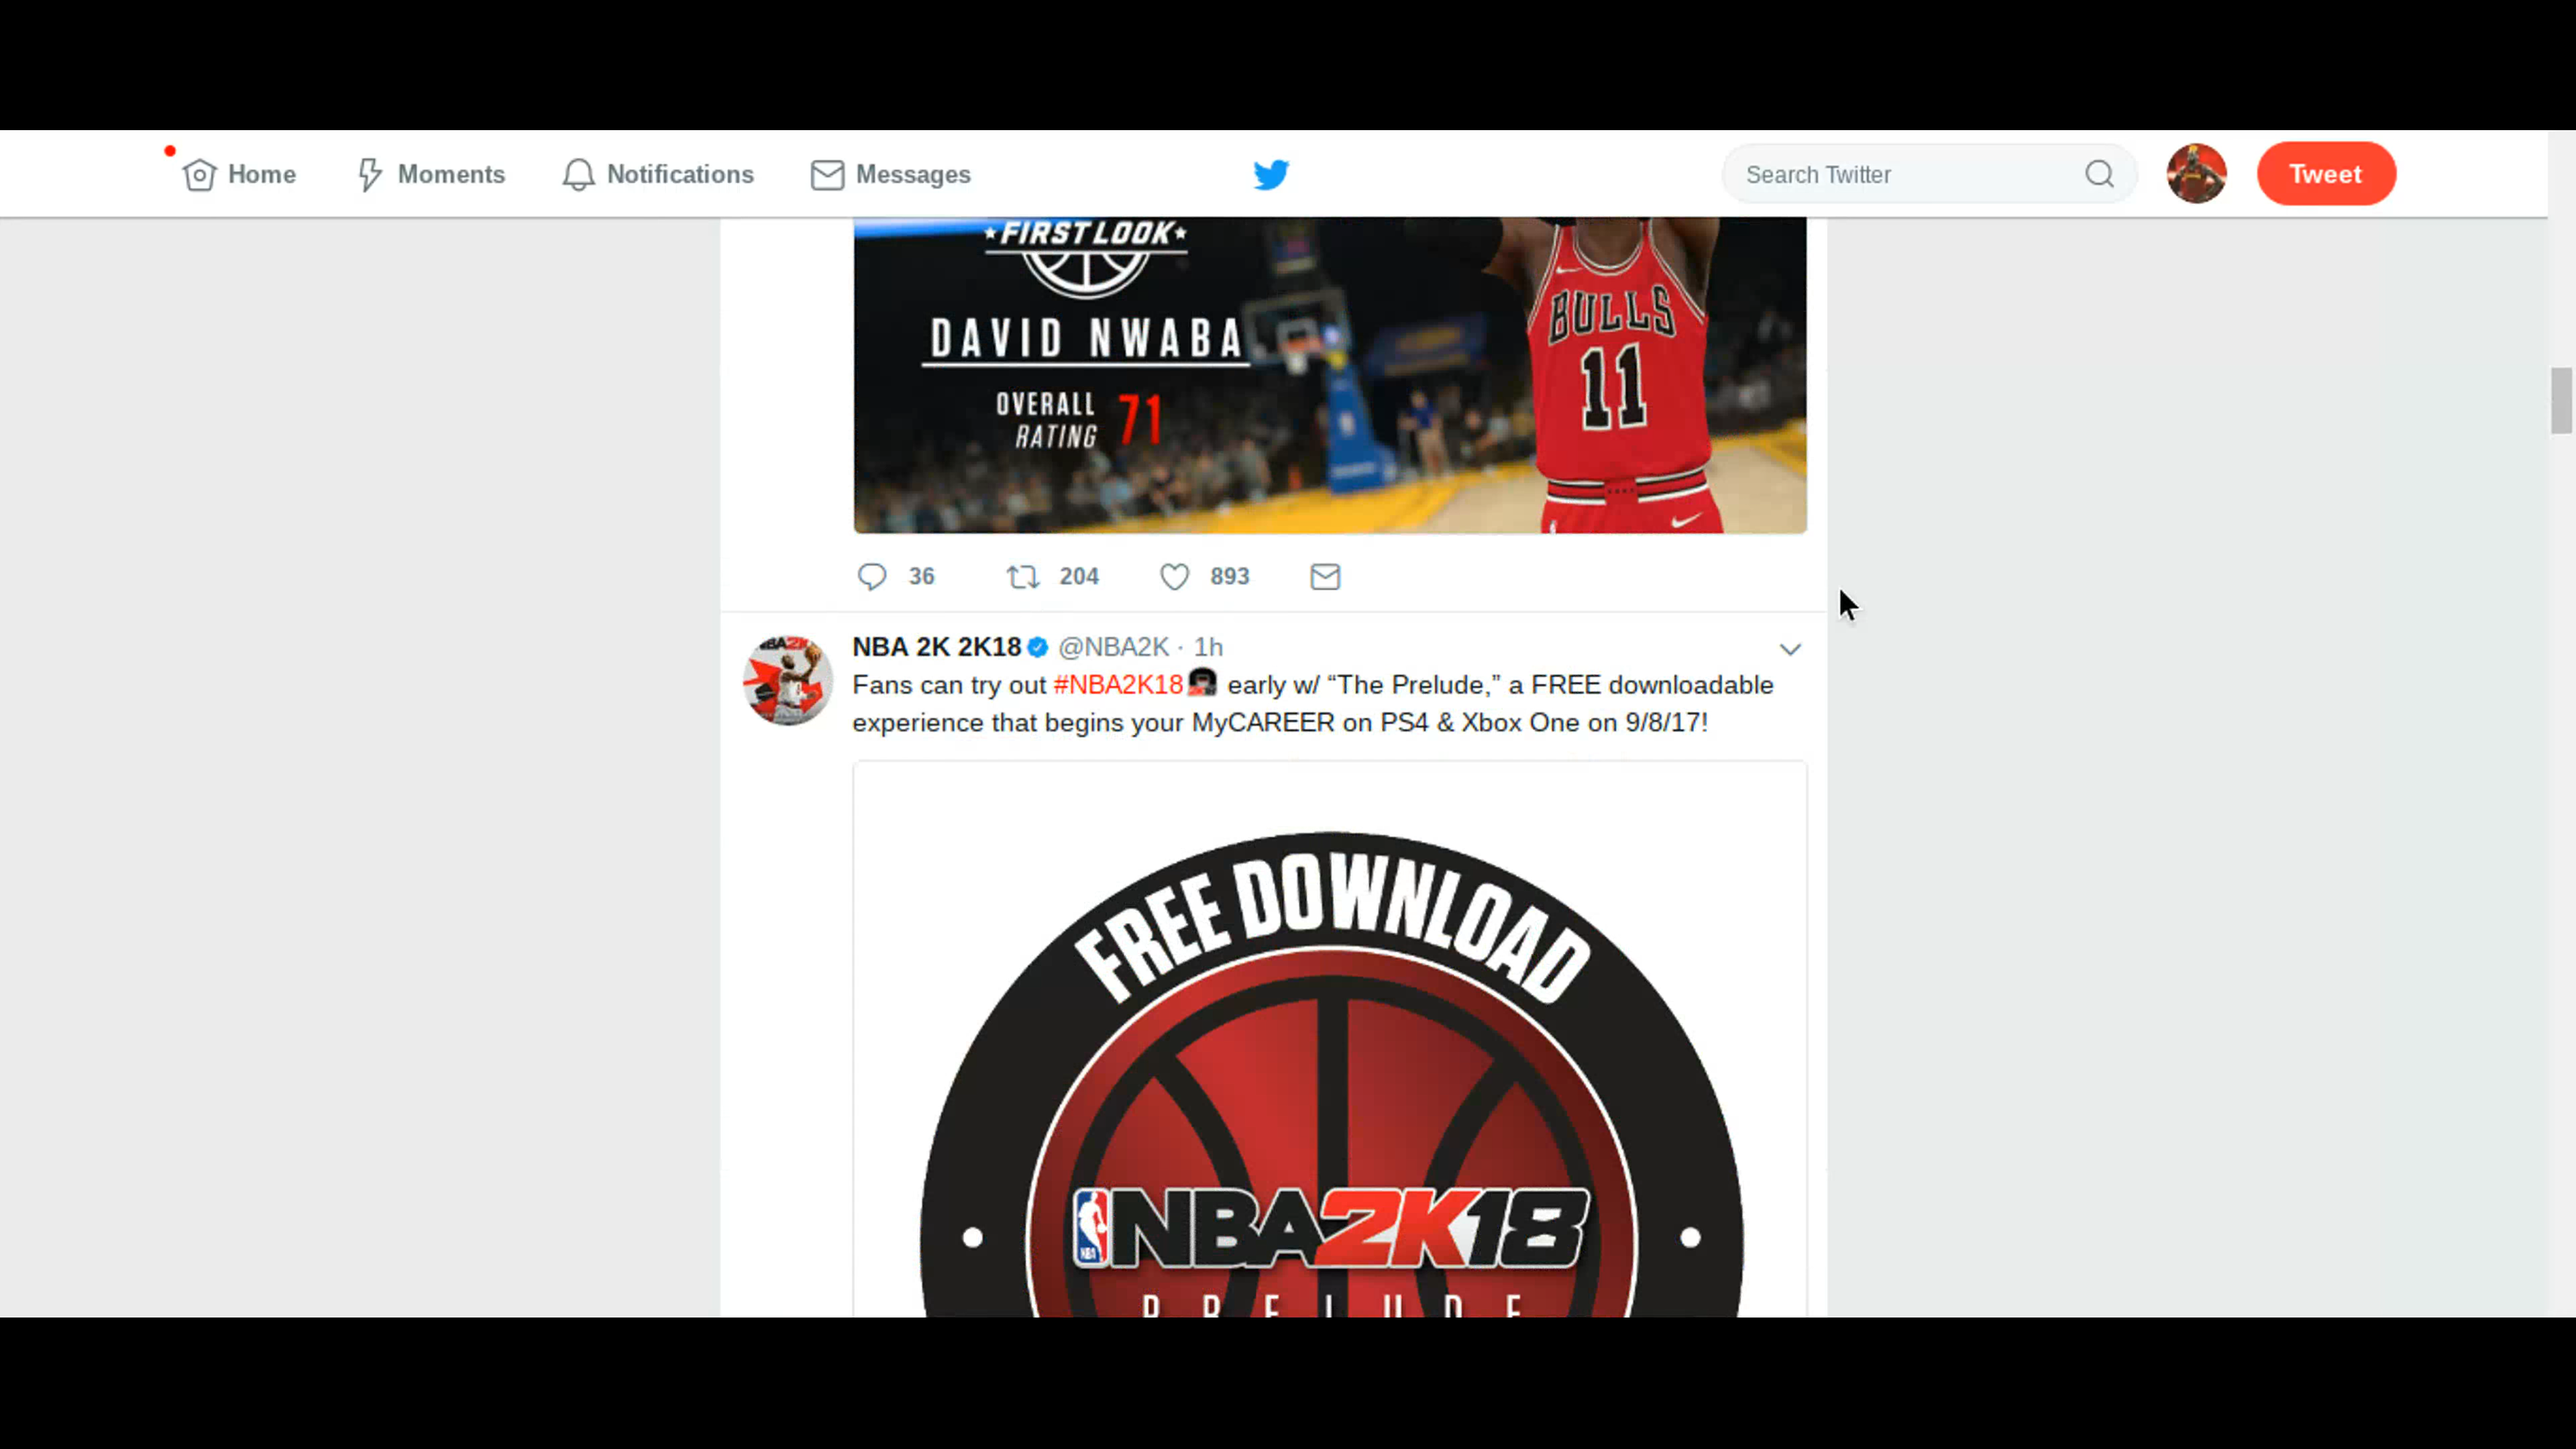 Home
Moments
Notifications
Messages
Search Twitter
Tweet
FIRST LOOK
DAVID NWABA
OVERALL
RATING
71
BULLS
11
36
204
893
NBA 2K 2K18 @NBA2K · 1h
Fans can try out #NBA2K18 early w/ “The Prelude,” a FREE downloadable
experience that begins your MyCAREER on PS4 & Xbox One on 9/8/17!
FREE DOWNLOAD
NBA2K18
PRELUDE